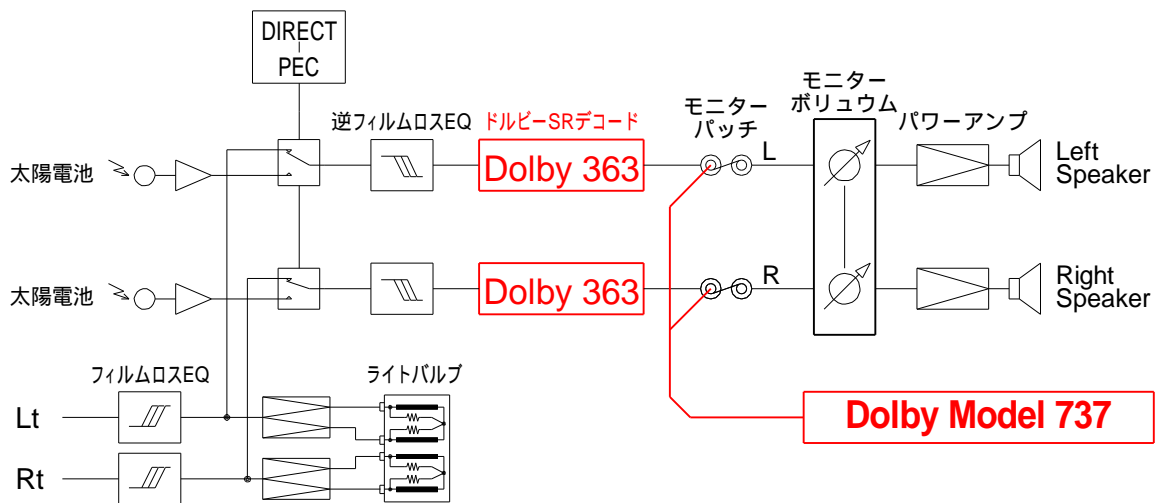 DIRECT
PEC
逆フィルムロスEQ
ドルビーSRデコード
モニター
パッチ
モニター
ボリュウム
パワーアンプ
太陽電池
Dolby 363
L
Left
Speaker
太陽電池
Dolby 363
R
Right
Speaker
フィルムロスEQ
ライトバルブ
Lt
Rt
Dolby Model 737